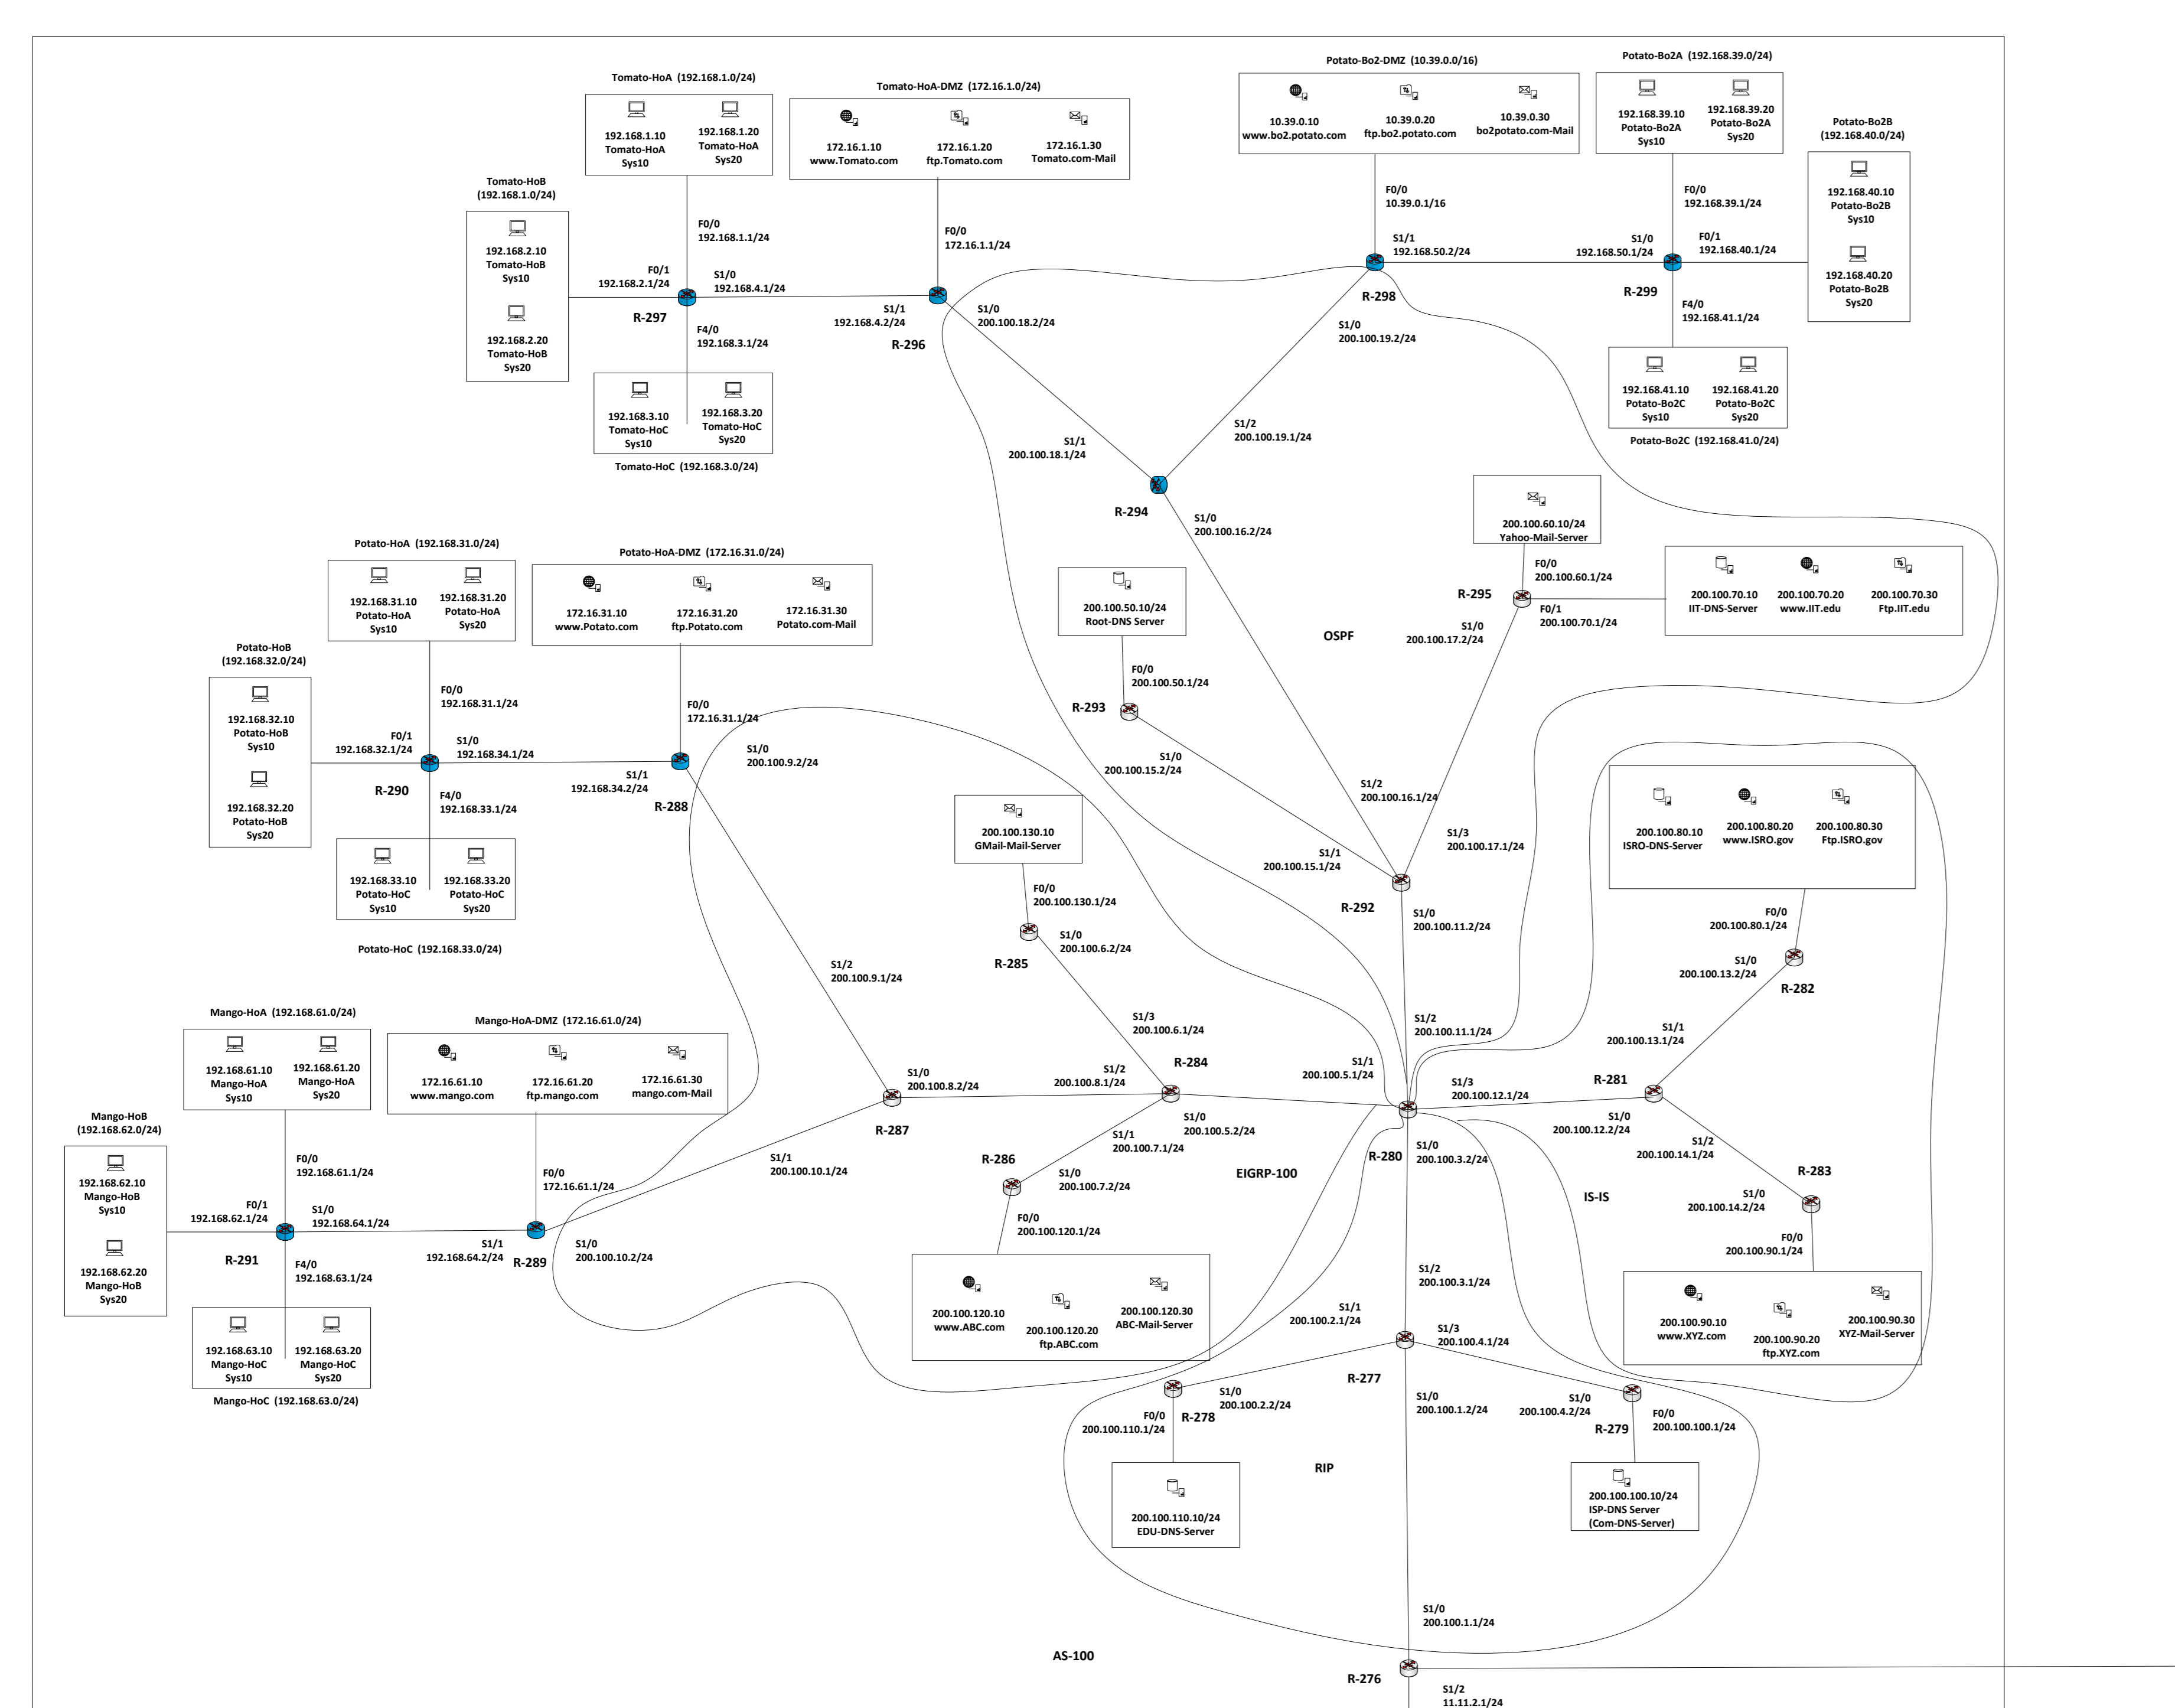 Tomato-HoA (192.168.1.0/24)
192.168.1.10
Tomato-HoA
Sys10
192.168.1.20
Tomato-HoA
Sys20
Tomato-HoA-DMZ (172.16.1.0/24)
172.16.1.10
www.Tomato.com
172.16.1.20
ftp.Tomato.com
172.16.1.30
Tomato.com-Mail
Tomato-HoB
(192.168.1.0/24)
192.168.2.10
Tomato-HoB
Sys10
192.168.2.20
Tomato-HoB
Sys20
F0/0
192.168.1.1/24
F0/1
192.168.2.1/24
S1/0
192.168.4.1/24
R-297
F4/0
192.168.3.1/24
192.168.3.10
Tomato-HoC
Sys10
192.168.3.20
Tomato-HoC
Sys20
Tomato-HoC (192.168.3.0/24)
F0/0
172.16.1.1/24
S1/1
192.168.4.2/24
S1/0
200.100.18.2/24
R-296
Potato-Bo2-DMZ (10.39.0.0/16)
10.39.0.10
www.bo2.potato.com
10.39.0.20
ftp.bo2.potato.com
10.39.0.30
bo2potato.com-Mail
F0/0
10.39.0.1/16
S1/1
192.168.50.2/24
R-298
S1/0
200.100.19.2/24
Potato-Bo2A (192.168.39.0/24)
192.168.39.10
Potato-Bo2A
Sys10
192.168.39.20
Potato-Bo2A
Sys20
Potato-Bo2B
(192.168.40.0/24)
192.168.40.10
Potato-Bo2B
Sys10
192.168.40.20
Potato-Bo2B
Sys20
F0/0
192.168.39.1/24
S1/0
192.168.50.1/24
F0/1
192.168.40.1/24
R-299
F4/0
192.168.41.1/24
192.168.41.10
Potato-Bo2C
Sys10
192.168.41.20
Potato-Bo2C
Sys20
Potato-Bo2C (192.168.41.0/24)
S1/1
200.100.18.1/24
S1/2
200.100.19.1/24
R-294
S1/0
200.100.16.2/24
200.100.60.10/24
Yahoo-Mail-Server
F0/0
200.100.60.1/24
R-295
F0/1
200.100.70.1/24
S1/0
200.100.17.2/24
200.100.70.10
IIT-DNS-Server
200.100.70.20
www.IIT.edu
200.100.70.30
Ftp.IIT.edu
200.100.50.10/24
Root-DNS Server
OSPF
F0/0
200.100.50.1/24
R-293
S1/0
200.100.15.2/24
S1/2
200.100.16.1/24
S1/3
200.100.17.1/24
S1/1
200.100.15.1/24
R-292
S1/0
200.100.11.2/24
Potato-HoA (192.168.31.0/24)
192.168.31.10
Potato-HoA
Sys10
192.168.31.20
Potato-HoA
Sys20
Potato-HoA-DMZ (172.16.31.0/24)
172.16.31.10
www.Potato.com
172.16.31.20
ftp.Potato.com
172.16.31.30
Potato.com-Mail
Potato-HoB
(192.168.32.0/24)
192.168.32.10
Potato-HoB
Sys10
192.168.32.20
Potato-HoB
Sys20
F0/0
192.168.31.1/24
F0/1
192.168.32.1/24
S1/0
192.168.34.1/24
R-290
F4/0
192.168.33.1/24
192.168.33.10
Potato-HoC
Sys10
192.168.33.20
Potato-HoC
Sys20
Potato-HoC (192.168.33.0/24)
F0/0
172.16.31.1/24
S1/0
200.100.9.2/24
S1/1
192.168.34.2/24
R-288
200.100.130.10
GMail-Mail-Server
F0/0
200.100.130.1/24
S1/0
200.100.6.2/24
R-285
S1/2
200.100.9.1/24
S1/3
200.100.6.1/24
200.100.80.10
ISRO-DNS-Server
200.100.80.20
www.ISRO.gov
200.100.80.30
Ftp.ISRO.gov
F0/0
200.100.80.1/24
S1/0
200.100.13.2/24
R-282
S1/1
200.100.13.1/24
R-281
S1/0
200.100.12.2/24
S1/2
200.100.14.1/24
R-283
S1/0
200.100.14.2/24
IS-IS
F0/0
200.100.90.1/24
200.100.90.10
www.XYZ.com
200.100.90.20
ftp.XYZ.com
200.100.90.30
XYZ-Mail-Server
Mango-HoA (192.168.61.0/24)
192.168.61.10
Mango-HoA
Sys10
192.168.61.20
Mango-HoA
Sys20
Mango-HoA-DMZ (172.16.61.0/24)
172.16.61.10
www.mango.com
172.16.61.20
ftp.mango.com
172.16.61.30
mango.com-Mail
Mango-HoB
(192.168.62.0/24)
192.168.62.10
Mango-HoB
Sys10
192.168.62.20
Mango-HoB
Sys20
F0/0
192.168.61.1/24
F0/1
192.168.62.1/24
S1/0
192.168.64.1/24
R-291
F4/0
192.168.63.1/24
192.168.63.10
Mango-HoC
Sys10
192.168.63.20
Mango-HoC
Sys20
Mango-HoC (192.168.63.0/24)
F0/0
172.16.61.1/24
S1/1
192.168.64.2/24
R-289
S1/0
200.100.10.2/24
S1/0
200.100.8.2/24
R-287
S1/1
200.100.10.1/24
S1/2
200.100.8.1/24
R-284
S1/0
200.100.5.2/24
S1/1
200.100.7.1/24
R-286
S1/0
200.100.7.2/24
F0/0
200.100.120.1/24
EIGRP-100
200.100.120.10
www.ABC.com
200.100.120.20
ftp.ABC.com
200.100.120.30
ABC-Mail-Server
S1/2
200.100.11.1/24
S1/1
200.100.5.1/24
S1/3
200.100.12.1/24
R-280
S1/0
200.100.3.2/24
S1/2
200.100.3.1/24
S1/1
200.100.2.1/24
S1/3
200.100.4.1/24
R-277
S1/0
200.100.1.2/24
S1/0
200.100.2.2/24
R-278
F0/0
200.100.110.1/24
200.100.110.10/24
EDU-DNS-Server
S1/0
200.100.4.2/24
R-279
F0/0
200.100.100.1/24
200.100.100.10/24
ISP-DNS Server
(Com-DNS-Server)
RIP
S1/0
200.100.1.1/24
AS-100
R-276
S1/2
11.11.2.1/24